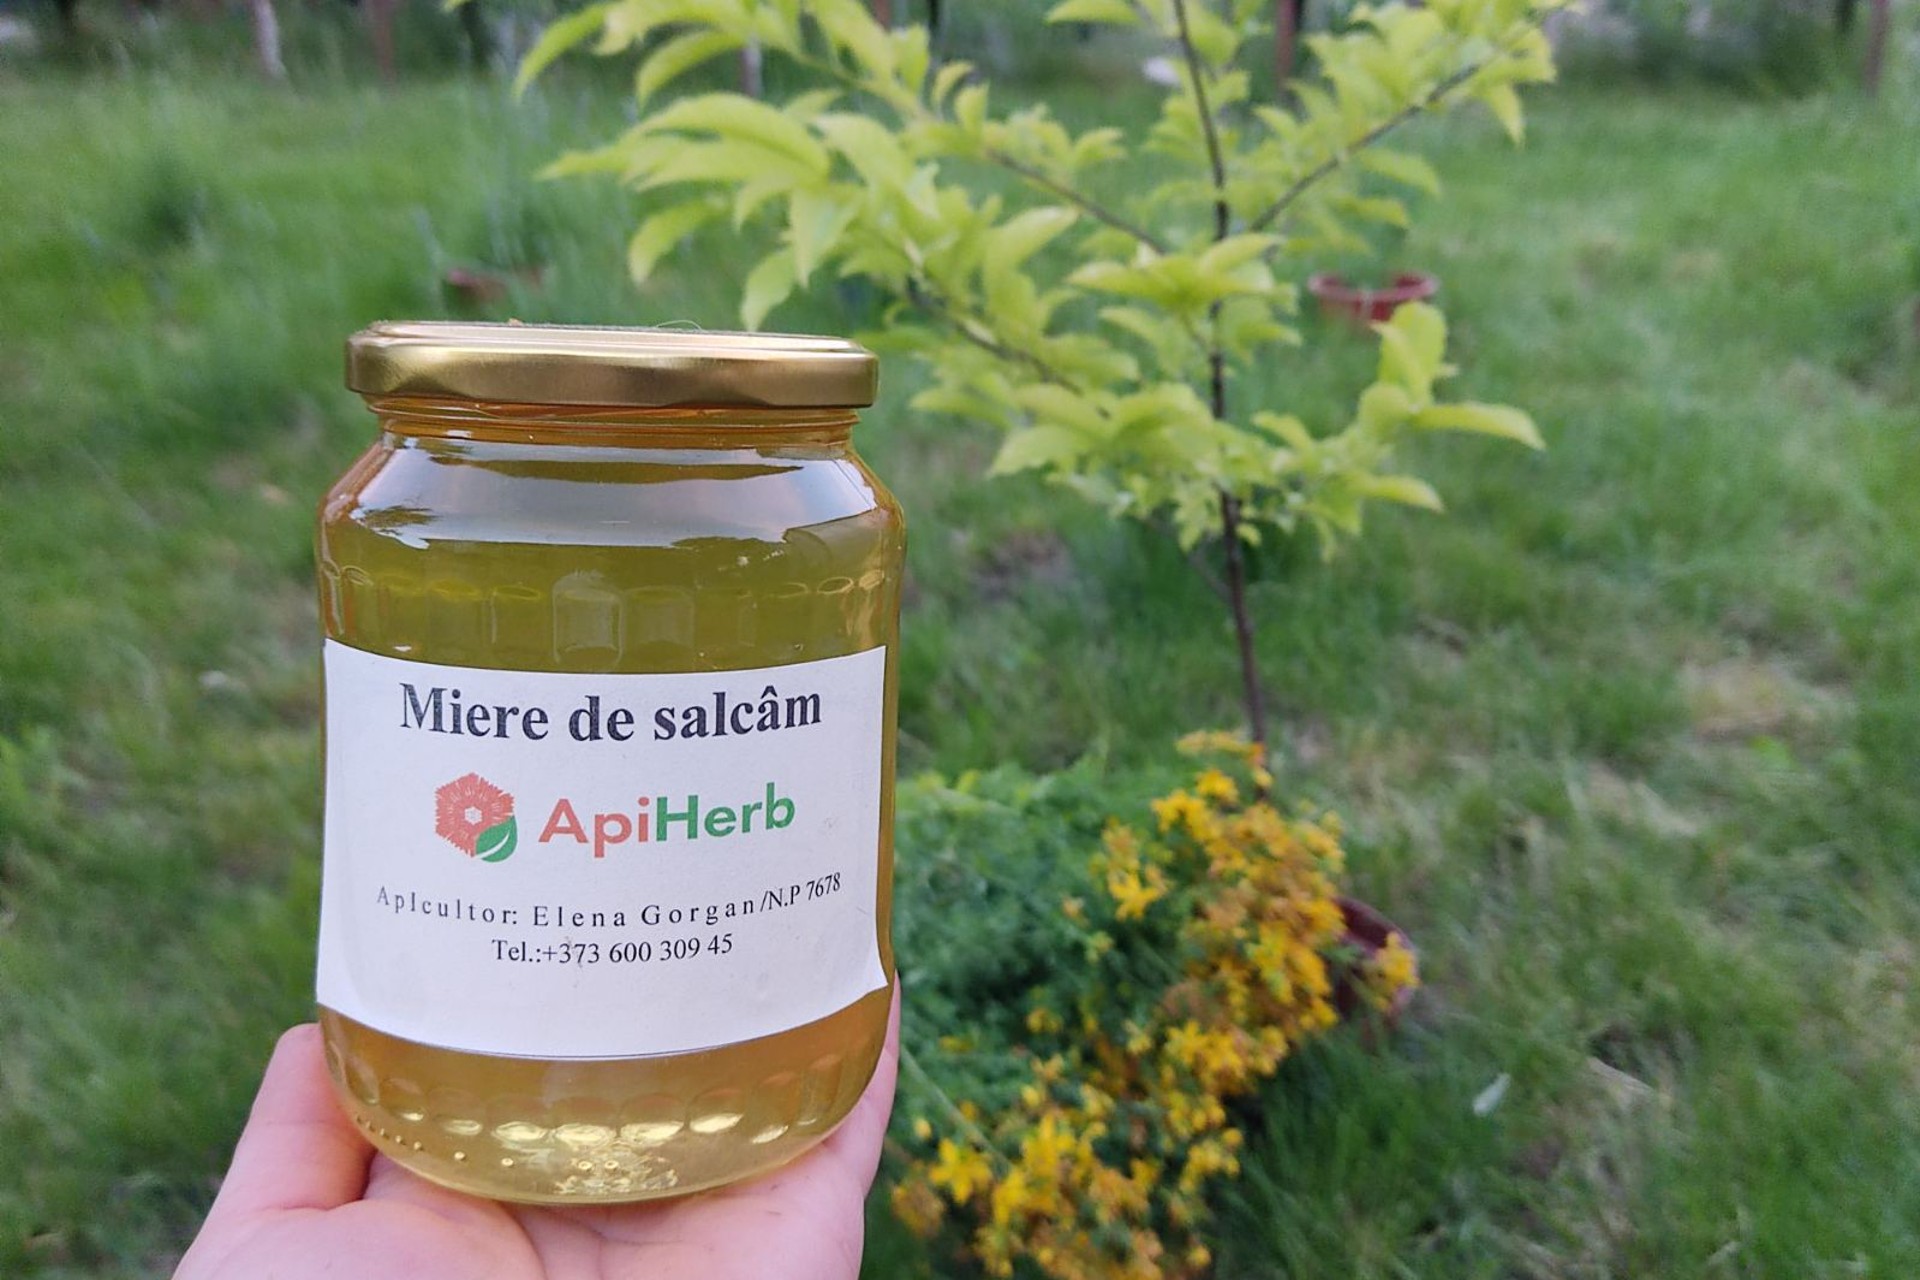 Miere de salcâm
ApiHerb
ApIcultor: Elena Gorgan/N.P 7678
Tel.:+373 600 309 45